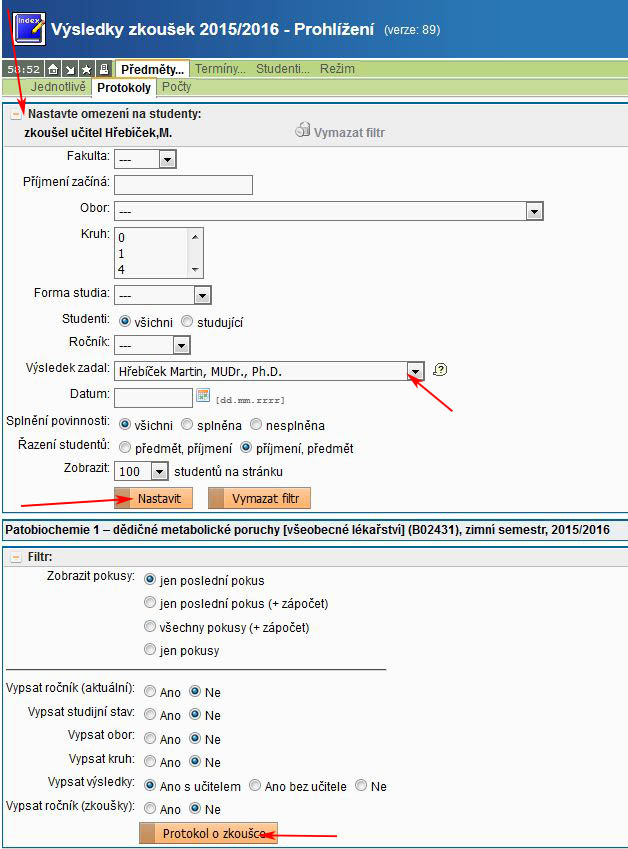 Index
Výsledky zkoušek 2015/2016 - Prohlížení (verze: 89)
58:52 Předměty... Termíny... Studenti... Režim
Jednotlivě Protokoly Počty
Nastavte omezení na studenty:
zkoušel učitel Hřebíček,M. Vymazat filtr
Fakulta: ---
Příjmení začíná:
Obor: ---
Kruh: 0
1
4
Forma studia: ---
Studenti: všichni studující
Ročník: ---
Výsledek zadal: Hřebíček Martin, MUDr., Ph.D. ?
Datum: [dd.mm.rrrr]
Splnění povinnosti: všichni splněna nesplněna
Řazení studentů: předmět, příjmení příjmení, předmět
Zobrazit: 100 studentů na stránku
Nastavit Vymazat filtr
Patobiochemie 1 – dědičné metabolické poruchy [všeobecné lékařství] (B02431), zimní semestr, 2015/2016
Filtr:
Zobrazit pokusy: jen poslední pokus
jen poslední pokus (+ zápočet)
všechny pokusy (+ zápočet)
jen pokusy
Vypsat ročník (aktuální): Ano Ne
Vypsat studijní stav: Ano Ne
Vypsat obor: Ano Ne
Vypsat kruh: Ano Ne
Vypsat výsledky: Ano s učitelem Ano bez učitele Ne
Vypsat ročník (zkoušky): Ano Ne
Protokol o zkoušce